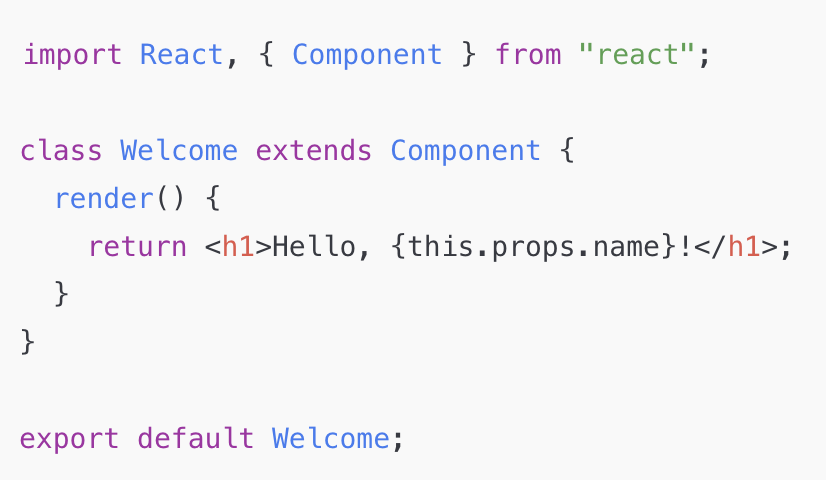 import React, { Component } from "react";
class Welcome extends Component {
  render() {
    return <h1>Hello, {this.props.name}!</h1>;
  }
}
export default Welcome;